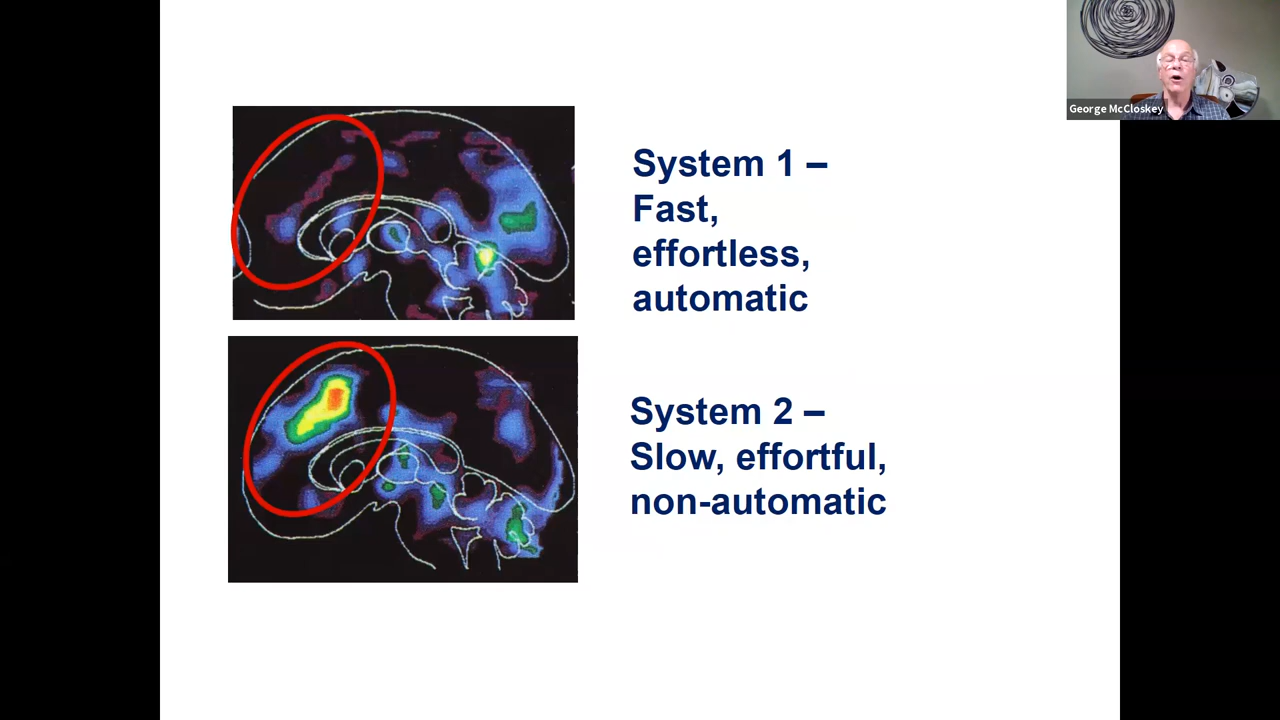 George McCloskey
System 1 –
Fast,
effortless,
automatic
System 2 –
Slow, effortful,
non-automatic